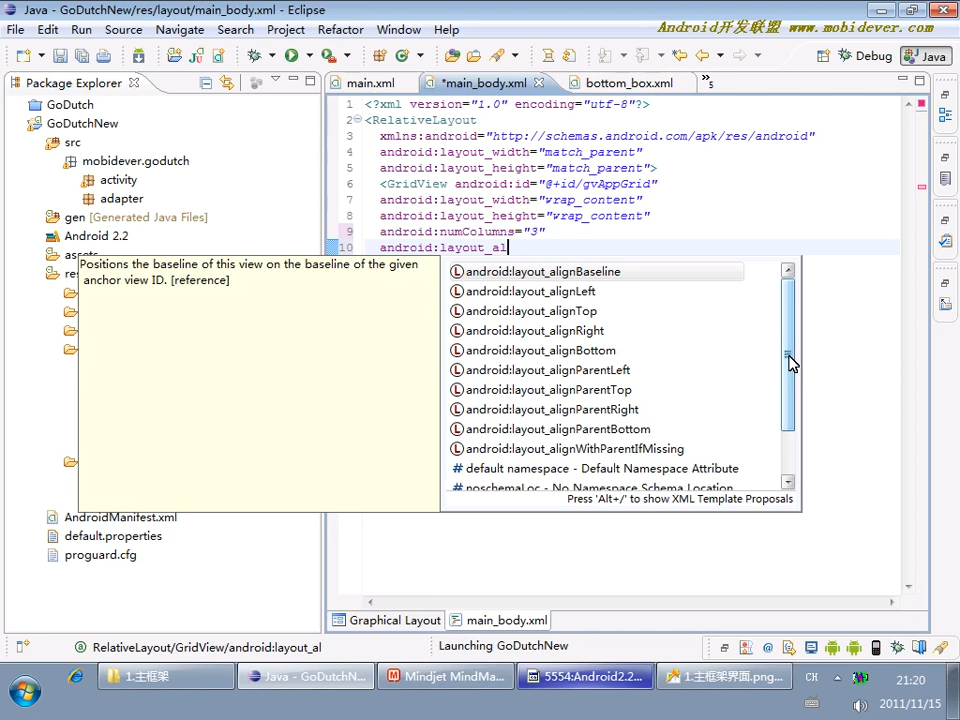 Java - GoDutchNew/res/layout/main_body.xml - Eclipse
File Edit Run Source Navigate Search Project Refactor Window Help
Android开发联盟 www.mobidever.com
Debug Java
Package Explorer
main.xml *main_body.xml bottom_box.xml »5
GoDutch
GoDutchNew
src
mobidever.godutch
activity
adapter
gen [Generated Java Files]
Android 2.2
assets
AndroidManifest.xml
default.properties
proguard.cfg
1 <?xml version="1.0" encoding="utf-8"?>
2 <RelativeLayout
3 xmlns:android="http://schemas.android.com/apk/res/android"
4 android:layout_width="match_parent"
5 android:layout_height="match_parent">
6 <GridView android:id="@+id/gvAppGrid"
7 android:layout_width="wrap_content"
8 android:layout_height="wrap_content"
9 android:numColumns="3"
10 android:layout_al
Positions the baseline of this view on the baseline of the given
anchor view ID. [reference]
android:layout_alignBaseline
android:layout_alignLeft
android:layout_alignTop
android:layout_alignRight
android:layout_alignBottom
android:layout_alignParentLeft
android:layout_alignParentTop
android:layout_alignParentRight
android:layout_alignParentBottom
android:layout_alignWithParentIfMissing
# default namespace - Default Namespace Attribute
# noschemaLoc - No Namespace Schema Location
Press 'Alt+/' to show XML Template Proposals
Graphical Layout main_body.xml
RelativeLayout/GridView/android:layout_al
Launching GoDutchNew
1.主框架
Java - GoDutchN...
Mindjet MindMa...
5554:Android2.2...
1.主框架界面.png...
CH
21:20
2011/11/15